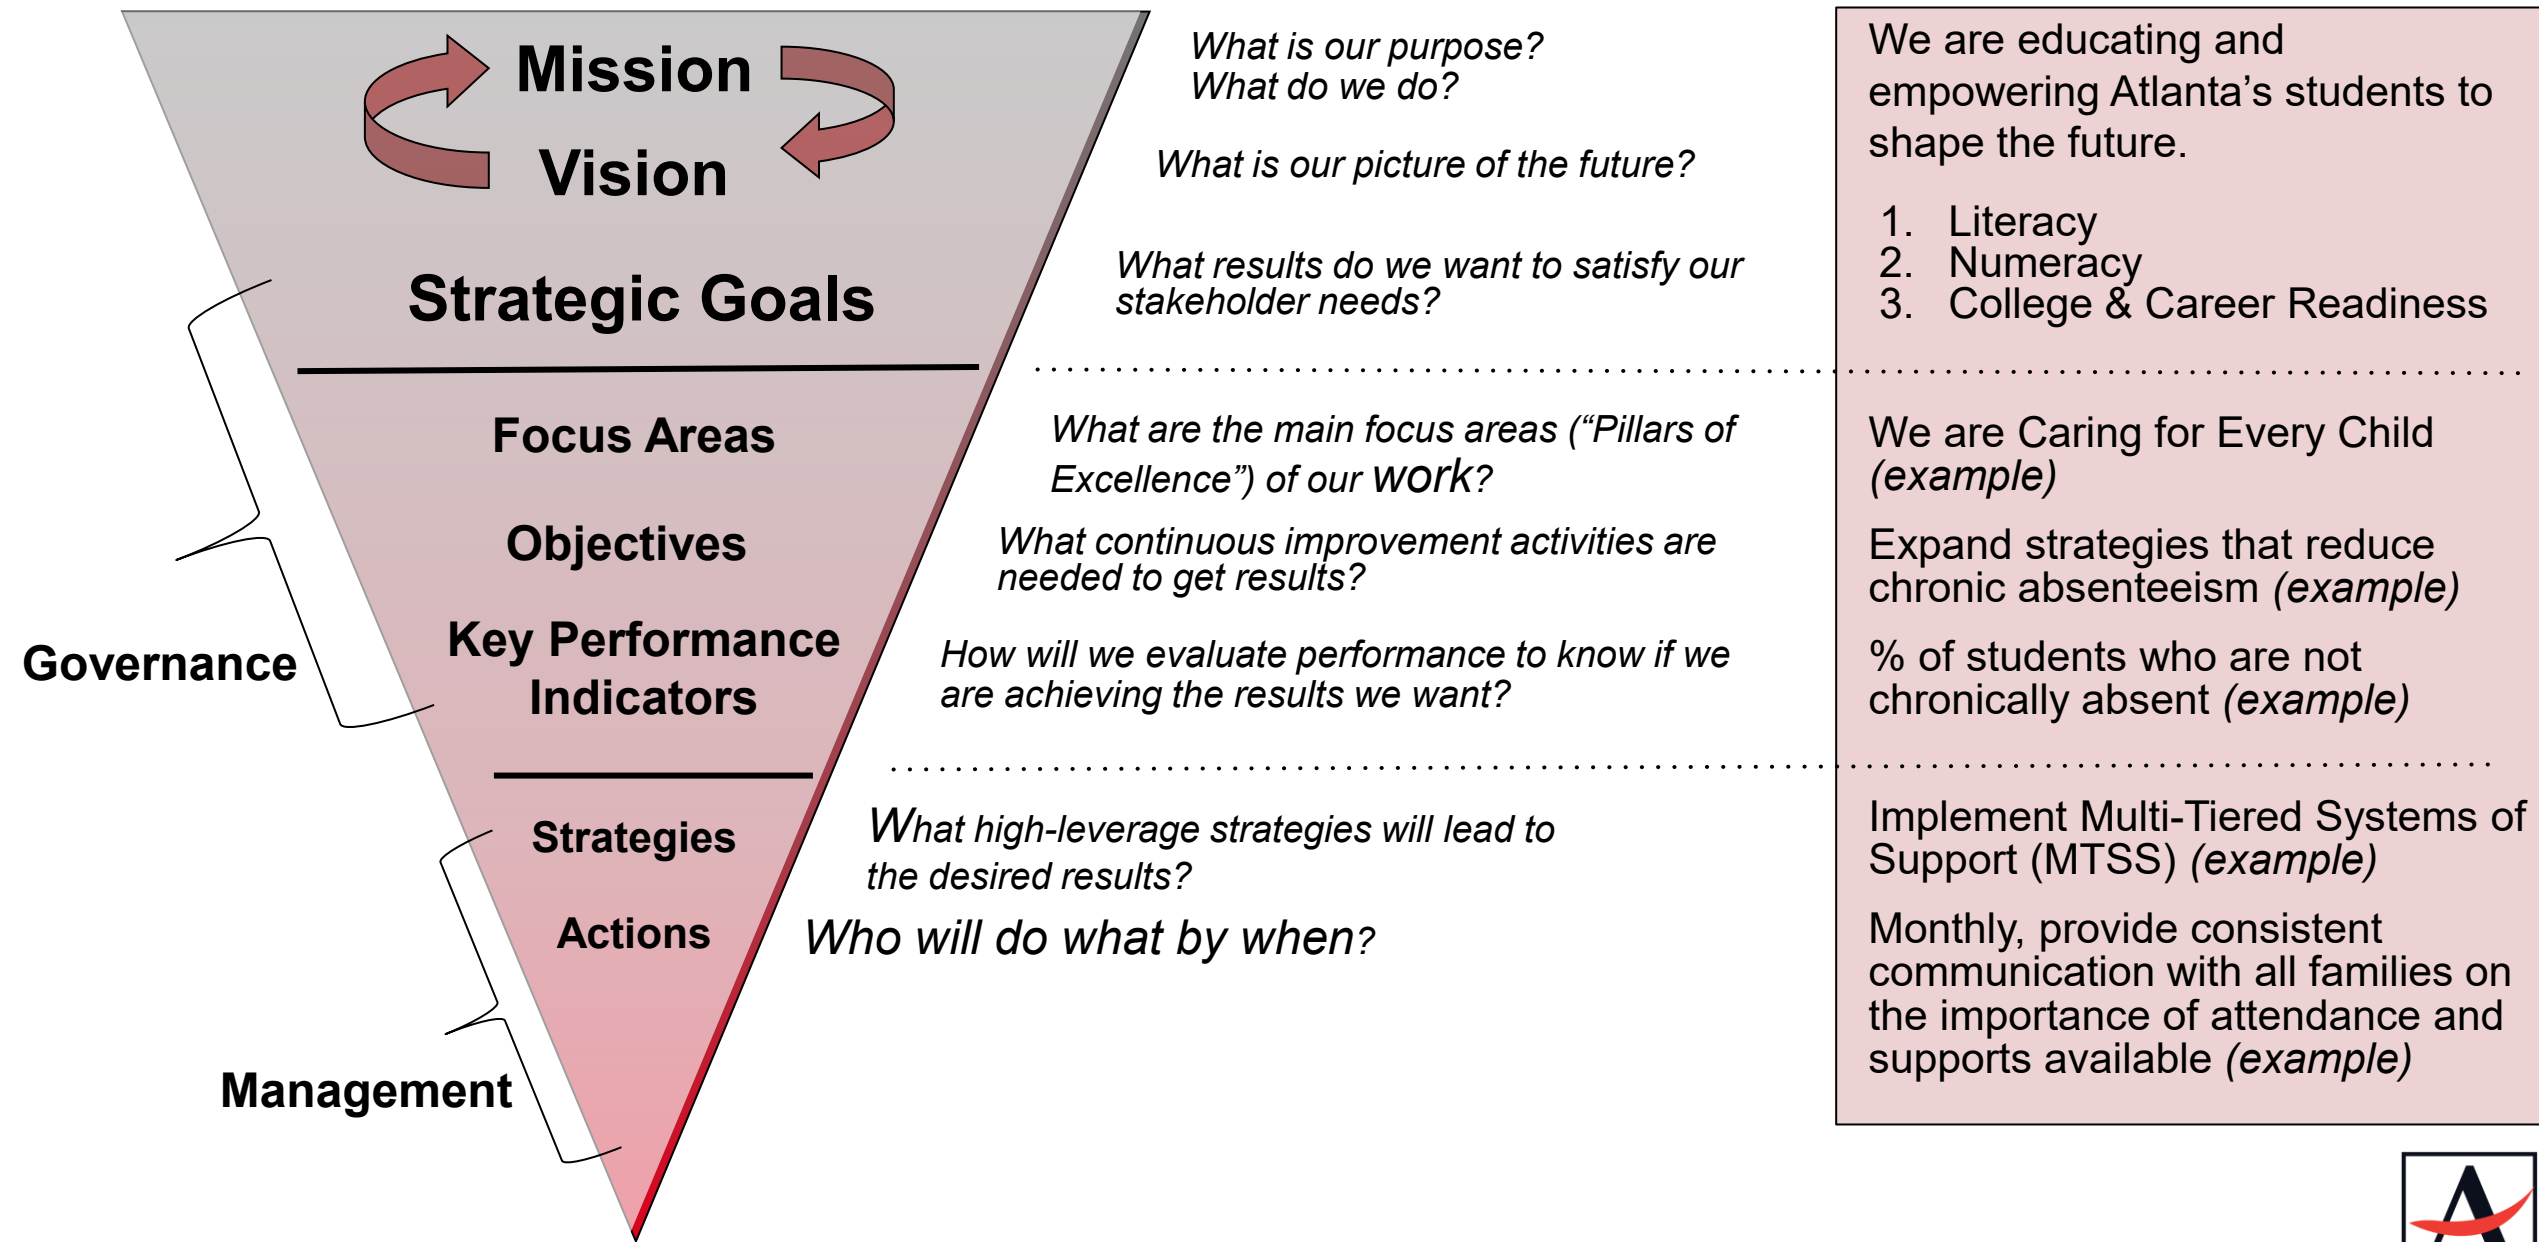 Mission
Vision
Strategic Goals
Focus Areas
Objectives
Key Performance
Indicators
Strategies
Actions
Governance
Management
What is our purpose?
What do we do?
What is our picture of the future?
What results do we want to satisfy our
stakeholder needs?
What are the main focus areas (“Pillars of
Excellence”) of our work?
What continuous improvement activities are
needed to get results?
How will we evaluate performance to know if we
are achieving the results we want?
What high-leverage strategies will lead to
the desired results?
Who will do what by when?
We are educating and
empowering Atlanta’s students to
shape the future.
1. Literacy
2. Numeracy
3. College & Career Readiness
We are Caring for Every Child
(example)
Expand strategies that reduce
chronic absenteeism (example)
% of students who are not
chronically absent (example)
Implement Multi-Tiered Systems of
Support (MTSS) (example)
Monthly, provide consistent
communication with all families on
the importance of attendance and
supports available (example)
A